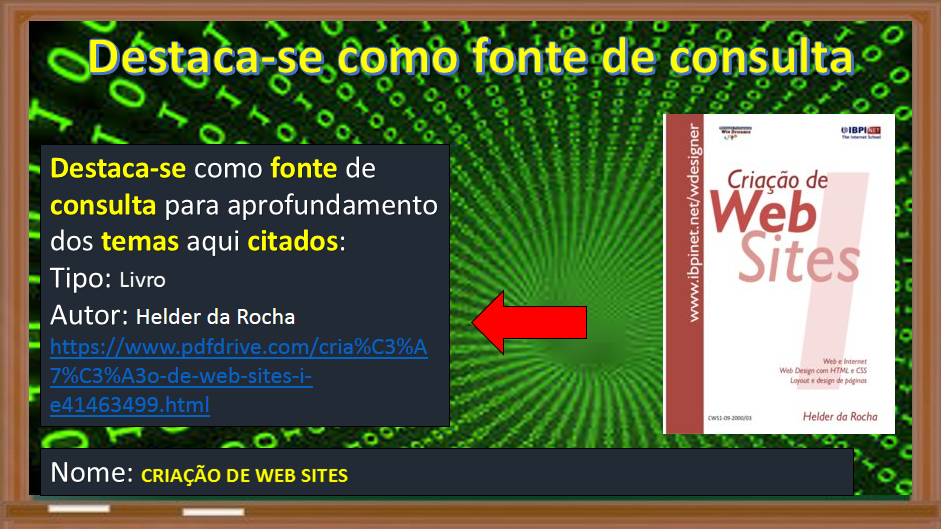 Destaca-se como fonte de consulta
Destaca-se como fonte de
consulta para aprofundamento
dos temas aqui citados:
Tipo: Livro
Autor: Helder da Rocha
https://www.pdfdrive.com/cria%C3%A
7%C3%A3o-de-web-sites-i-
e41463499.html
www.ibpinet.net/wdesigner
IBPINET
The Internet School
Criação de
Web
Sites
Web e Internet
Web Design com HTML e CSS
Layout e design de páginas
CWS1-09-2000/03
Helder da Rocha
Nome: CRIAÇÃO DE WEB SITES